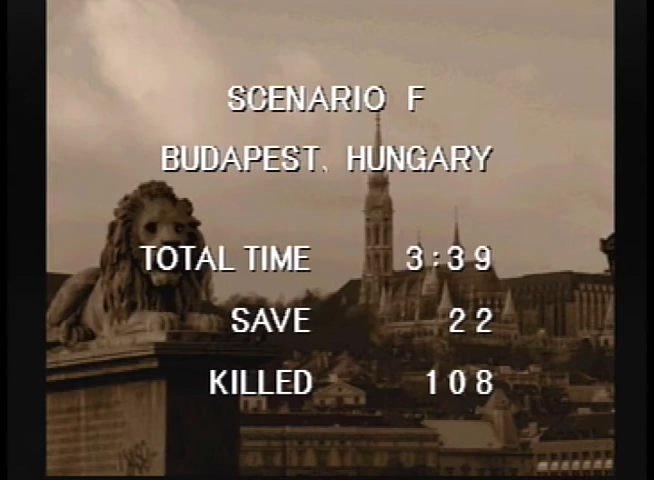 SCENARIO F
BUDAPEST, HUNGARY
TOTAL TIME 3:39
SAVE 22
KILLED 108